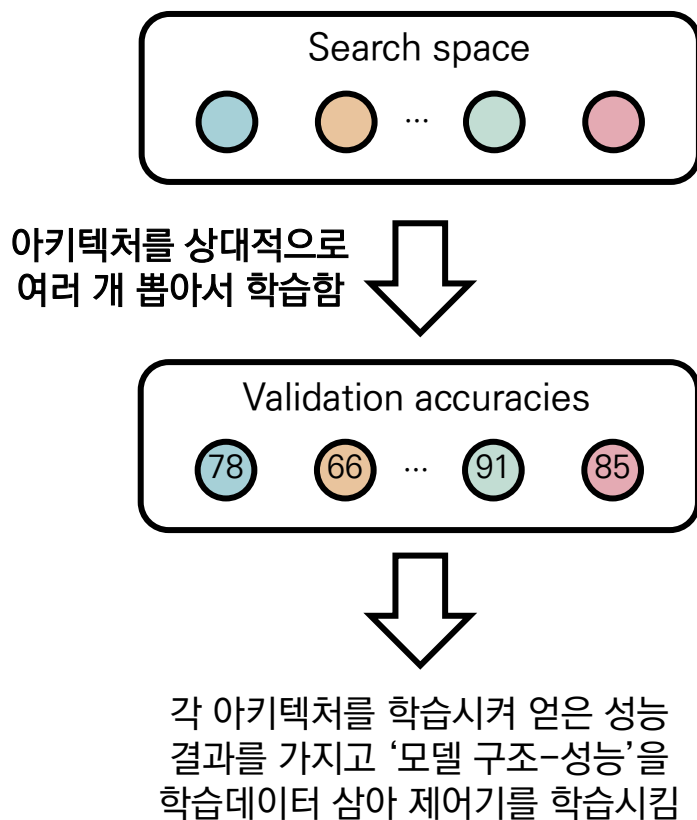 Search space
...
아키텍처를 상대적으로
여러 개 뽑아서 학습함
Validation accuracies
78 66 ... 91 85
각 아키텍처를 학습시켜 얻은 성능
결과를 가지고 ‘모델 구조-성능’을
학습데이터 삼아 제어기를 학습시킴